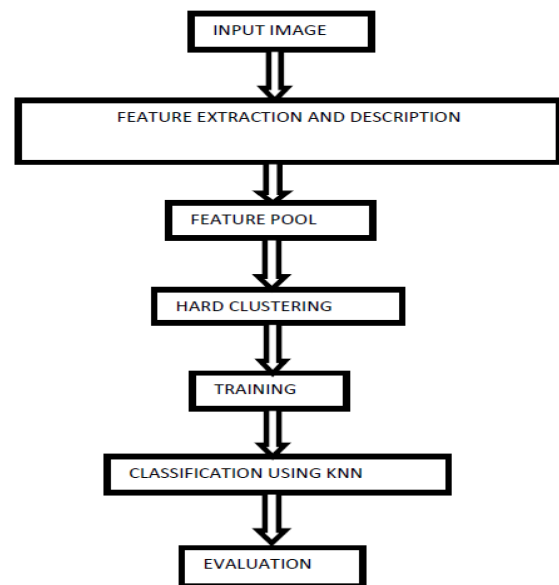 INPUT IMAGE
FEATURE EXTRACTION AND DESCRIPTION
FEATURE POOL
HARD CLUSTERING
TRAINING
CLASSIFICATION USING KNN
EVALUATION